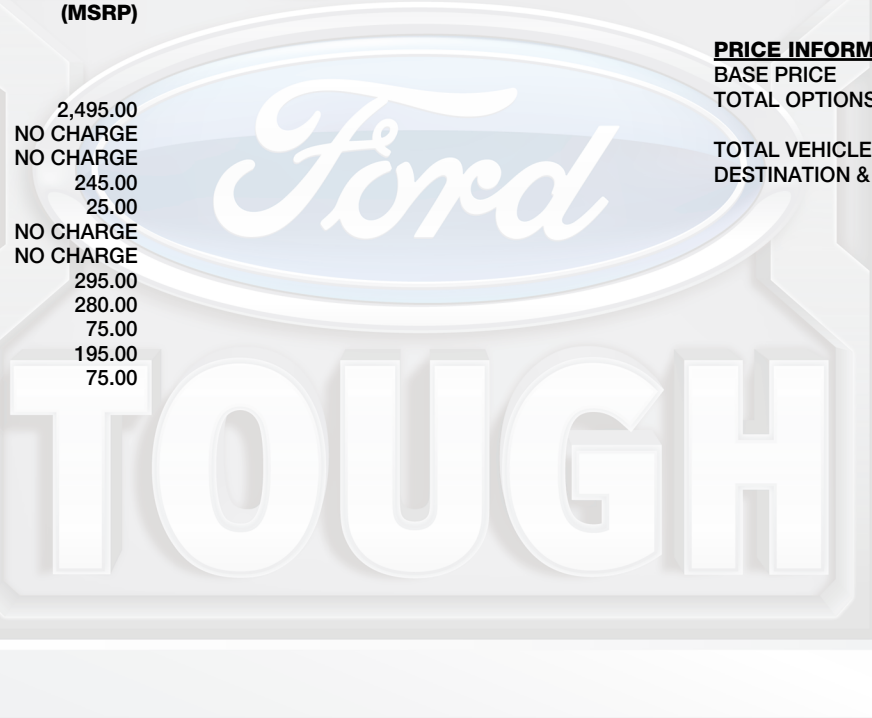 (MSRP)
2,495.00
NO CHARGE
NO CHARGE
245.00
25.00
NO CHARGE
NO CHARGE
295.00
280.00
75.00
195.00
75.00
PRICE INFORM
BASE PRICE
TOTAL OPTIONS
TOTAL VEHICLE
DESTINATION &
Ford
TOUGH